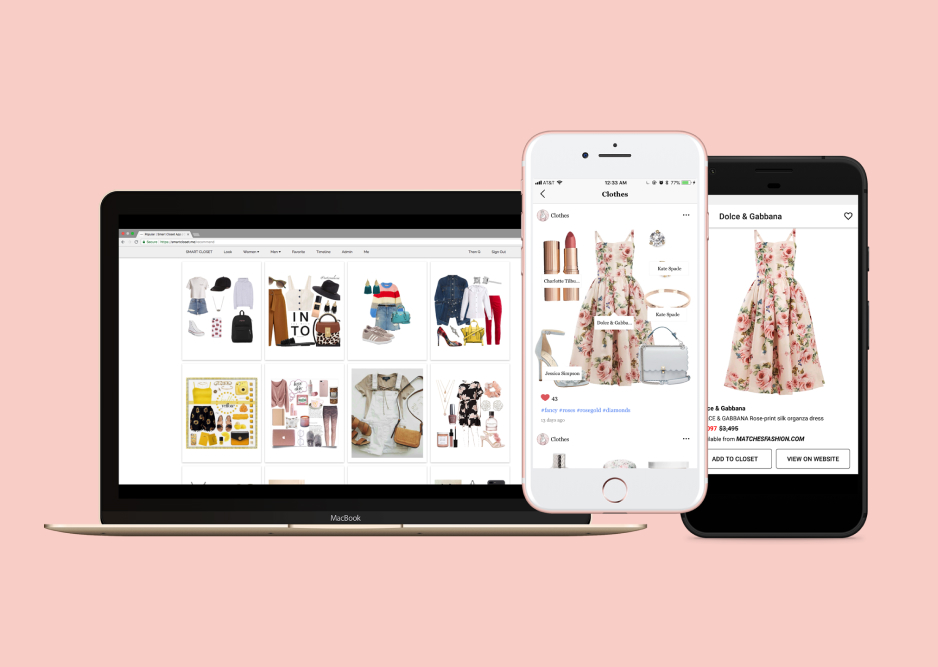 SMART CLOSET Look Women ▾ Men ▾ Favorite Timeline Admin Me Sign Out
IN
TO
MacBook
AT&T 12:33 AM 77%
Clothes
Clothes
Charlotte Tilbu...
Kate Spade
Kate Spade
Dolce & Gabba...
Jessica Simpson
43
#fancy #roses #rosegold #diamonds
13 days ago
Clothes
Dolce & Gabbana
ce & Gabbana
CE & GABBANA Rose-print silk organza dress
097 $3,495
ilable from MATCHESFASHION.COM
ADD TO CLOSET VIEW ON WEBSITE